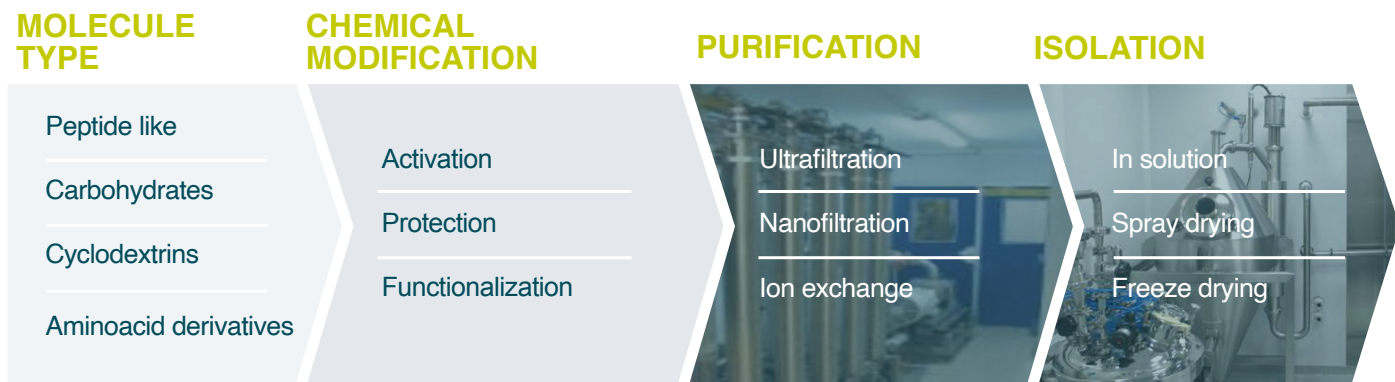 MOLECULE
TYPE
Peptide like
Carbohydrates
Cyclodextrins
Aminoacid derivatives
CHEMICAL
MODIFICATION
Activation
Protection
Functionalization
PURIFICATION
Ultrafiltration
Nanofiltration
Ion exchange
ISOLATION
In solution
Spray drying
Freeze drying